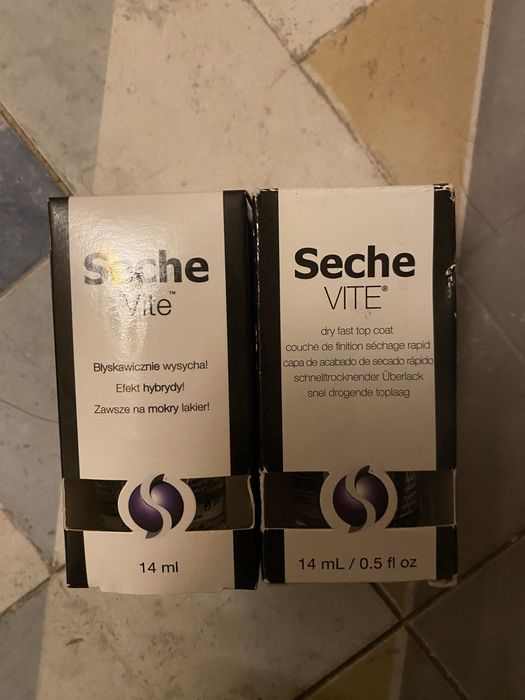 Seche
Vite™
Błyskawicznie wysycha!
Efekt hybrydy!
Zawsze na mokry lakier!
14 ml
Seche
VITE®
dry fast top coat
couche de finition séchage rapid
capa de acabado de secado rápido
schnelltrocknender Überlack
snel drogende toplaag
14 mL / 0.5 fl oz